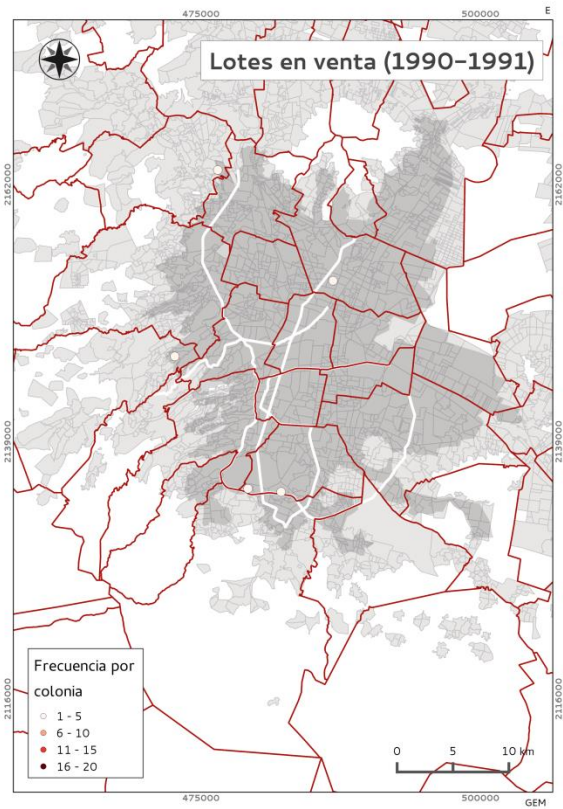 475000
500000
E
Lotes en venta (1990-1991)
2162000
2162000
2139000
2139000
2116000
2116000
Frecuencia por
colonia
1 - 5
6 - 10
11 - 15
16 - 20
0 5 10 km
475000
500000
GEM